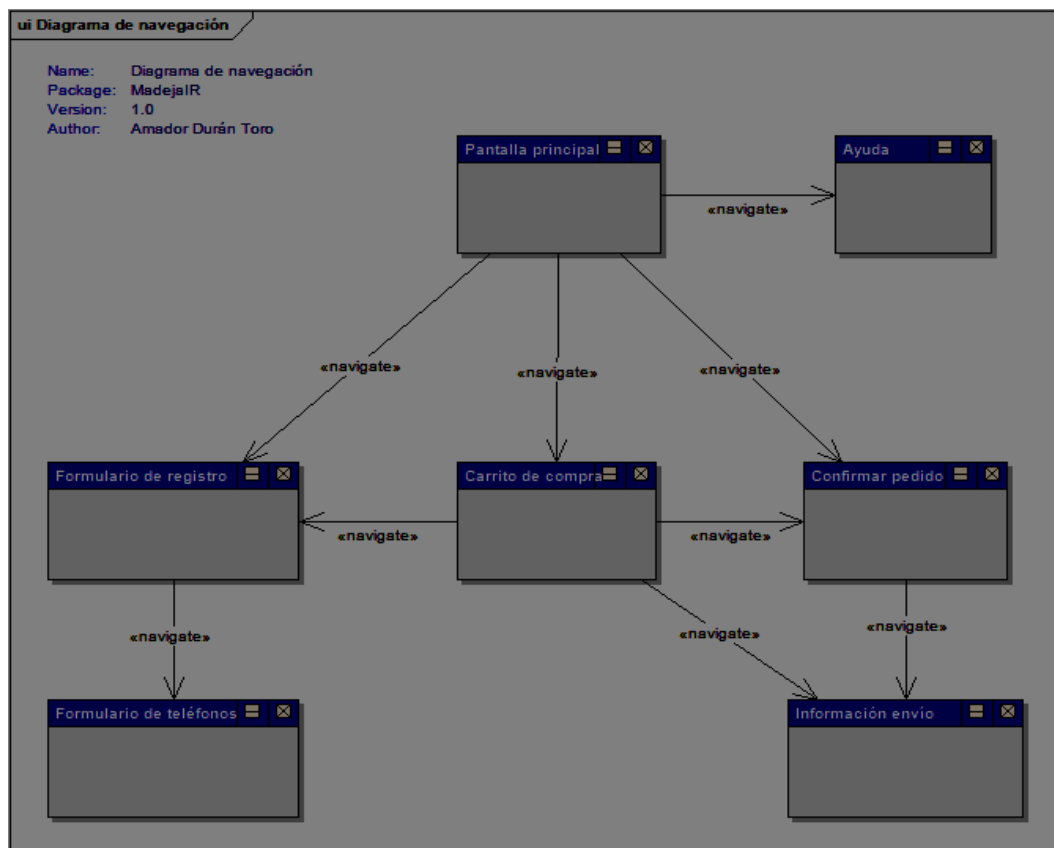 ui Diagrama de navegación
Name: Diagrama de navegación
Package: MadejaIR
Version: 1.0
Author: Amador Durán Toro
Pantalla principal
Ayuda
«navigate»
«navigate»
«navigate»
«navigate»
Formulario de registro
Carrito de compra
Confirmar pedido
«navigate»
«navigate»
«navigate»
«navigate»
«navigate»
Formulario de teléfonos
Información envío